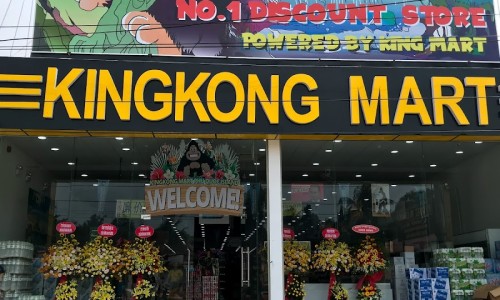 NO.1 DISCOUNT STORE
POWERED BY KING MART
KINGKONG MART
WELCOME!